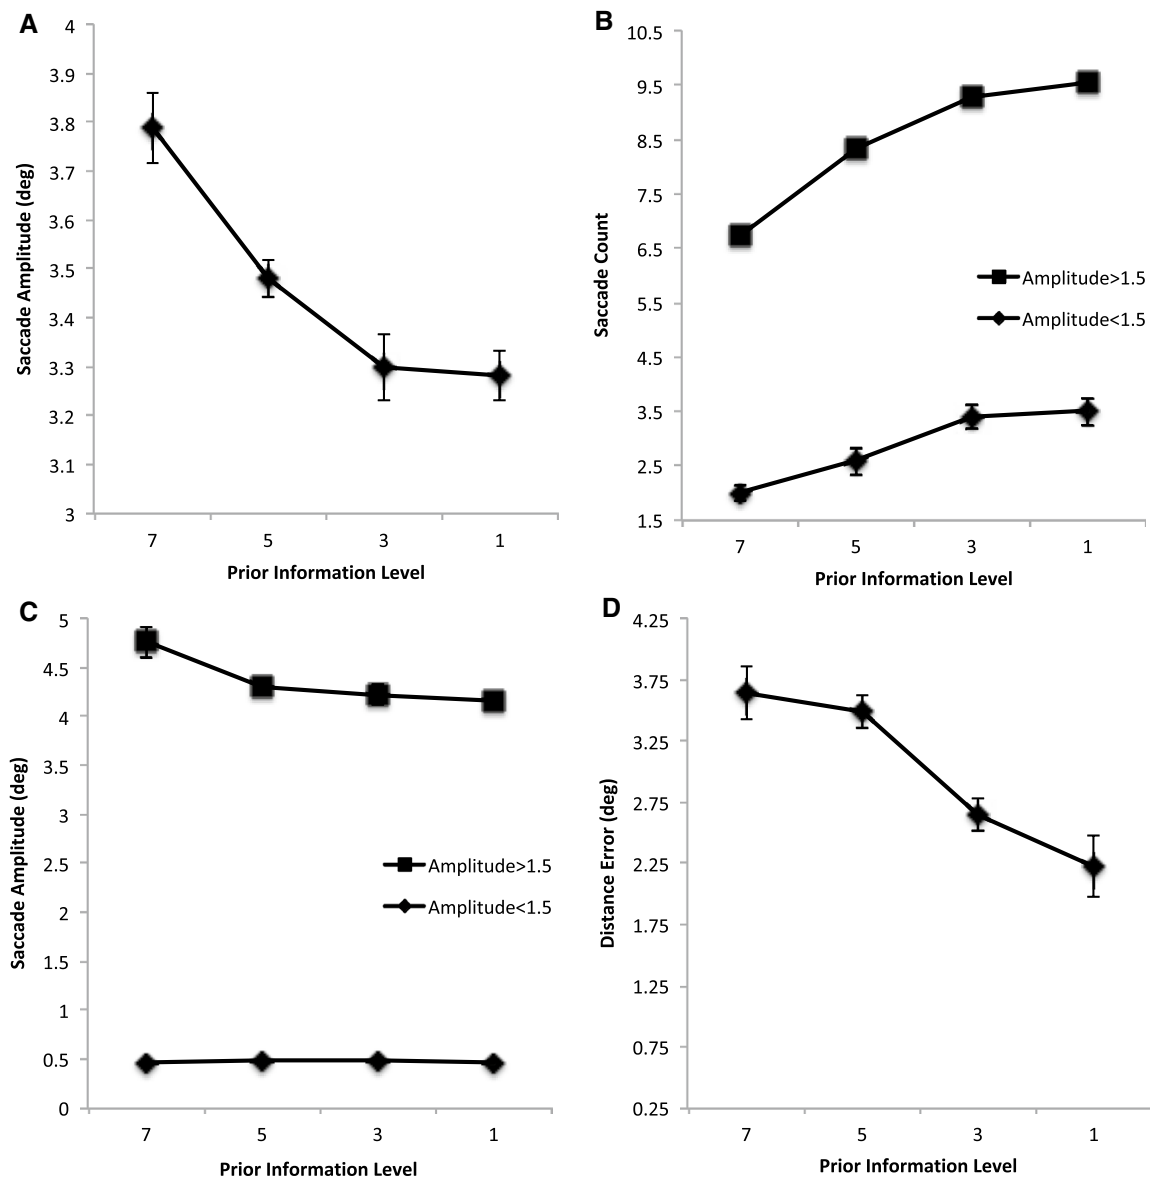 A
4
3.9
3.8
3.7
3.6
3.5
3.4
3.3
3.2
3.1
3
Saccade Amplitude (deg)
7 5 3 1
Prior Information Level
B
10.5
9.5
8.5
7.5
6.5
5.5
4.5
3.5
2.5
1.5
Saccade Count
Amplitude>1.5
Amplitude<1.5
7 5 3 1
Prior Information Level
C
5
4.5
4
3.5
3
2.5
2
1.5
1
0.5
0
Saccade Amplitude (deg)
Amplitude>1.5
Amplitude<1.5
7 5 3 1
Prior Information Level
D
4.25
3.75
3.25
2.75
2.25
1.75
1.25
0.75
0.25
Distance Error (deg)
7 5 3 1
Prior Information Level